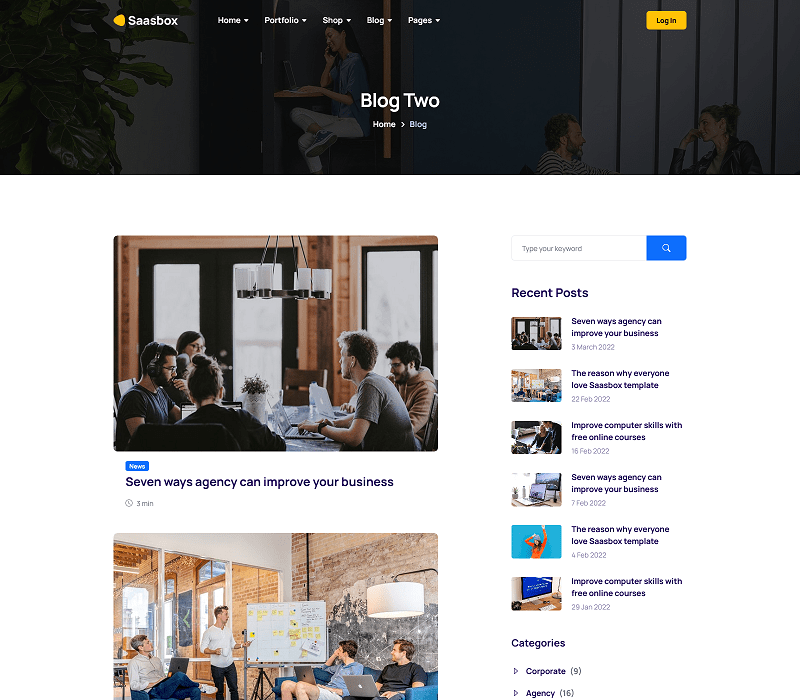 Saasbox
Home Portfolio Shop Blog Pages
Log In
Blog Two
Home > Blog
News
Seven ways agency can improve your business
3 min
Type your keyword
Recent Posts
Seven ways agency can
improve your business
3 March 2022
The reason why everyone
love Saasbox template
22 Feb 2022
Improve computer skills with
free online courses
16 Feb 2022
Seven ways agency can
improve your business
7 Feb 2022
The reason why everyone
love Saasbox template
4 Feb 2022
Improve computer skills with
free online courses
29 Jan 2022
Categories
Corporate (9)
Agency (16)